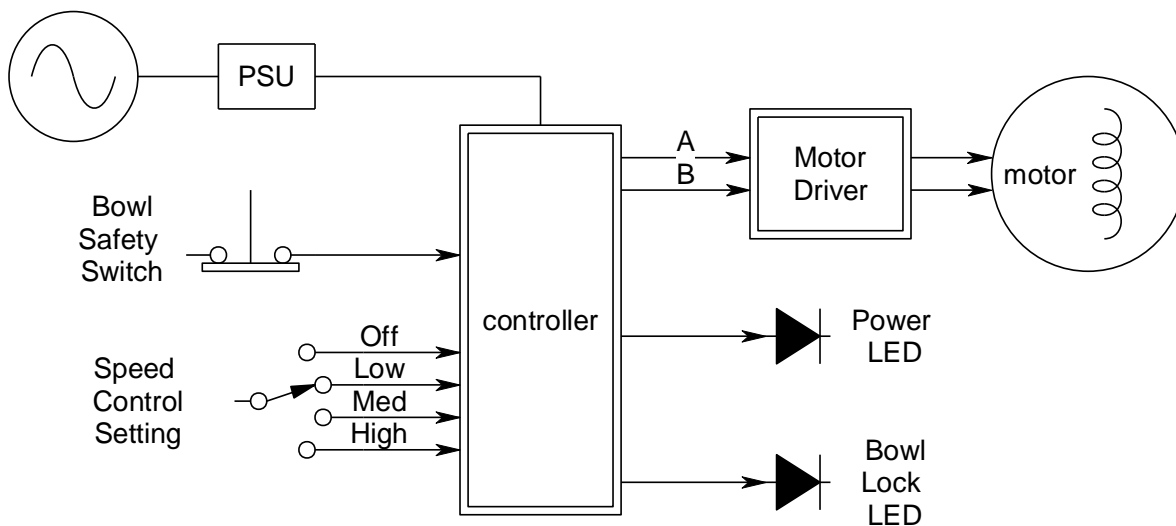 PSU
A
B
Motor
Driver
motor
Bowl
Safety
Switch
controller
Off
Low
Med
High
Speed
Control
Setting
Power
LED
Bowl
Lock
LED